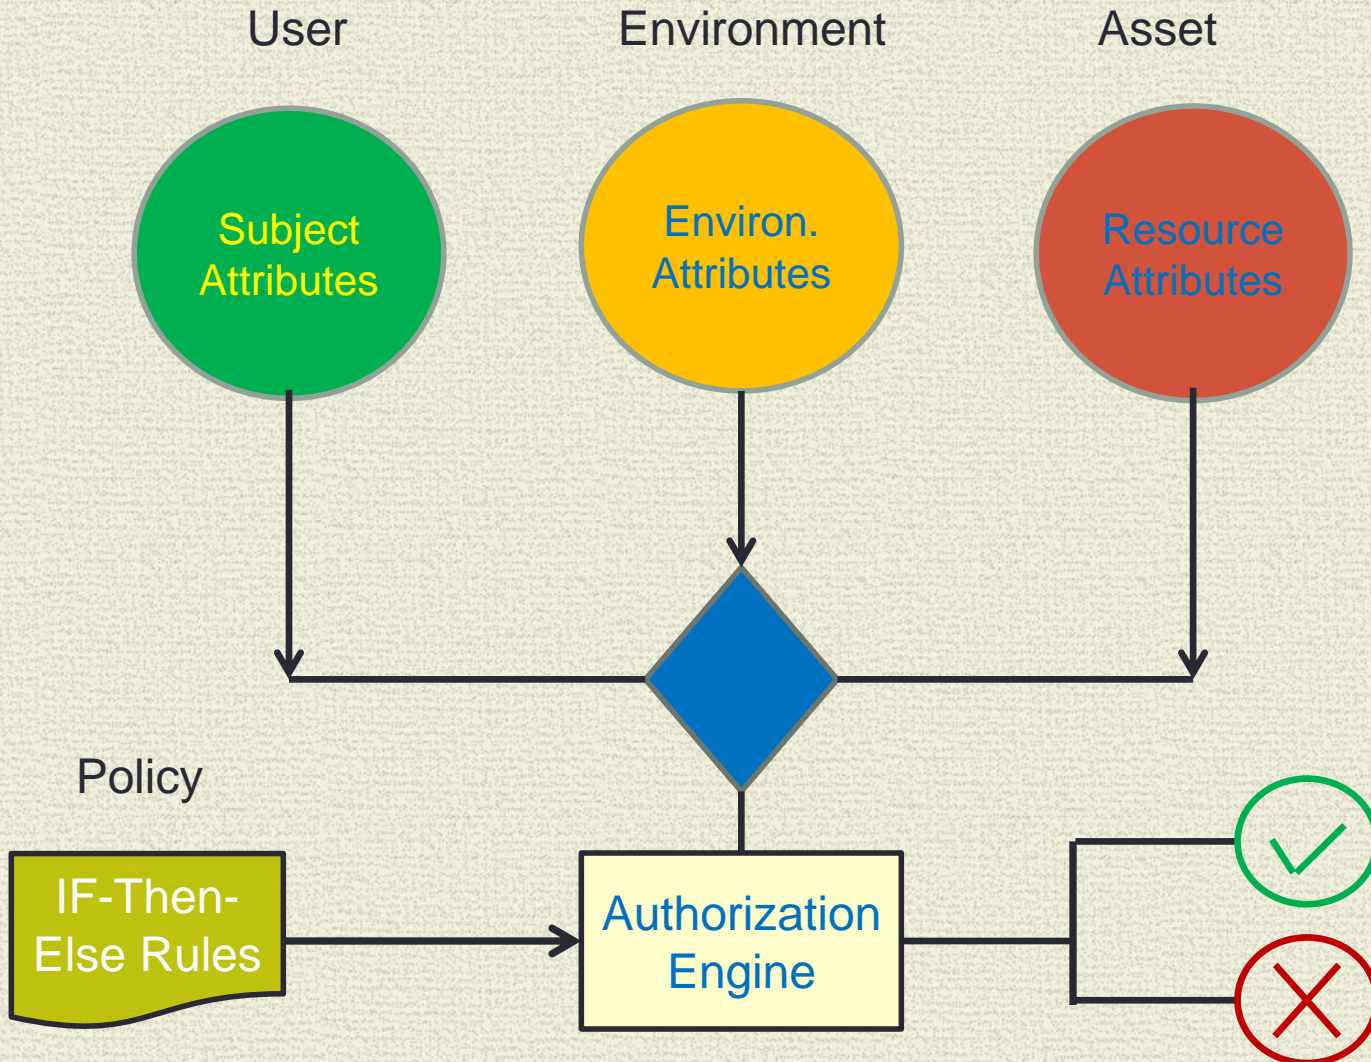 User
Environment
Asset
Subject
Attributes
Environ.
Attributes
Resource
Attributes
Policy
IF-Then-
Else Rules
Authorization
Engine